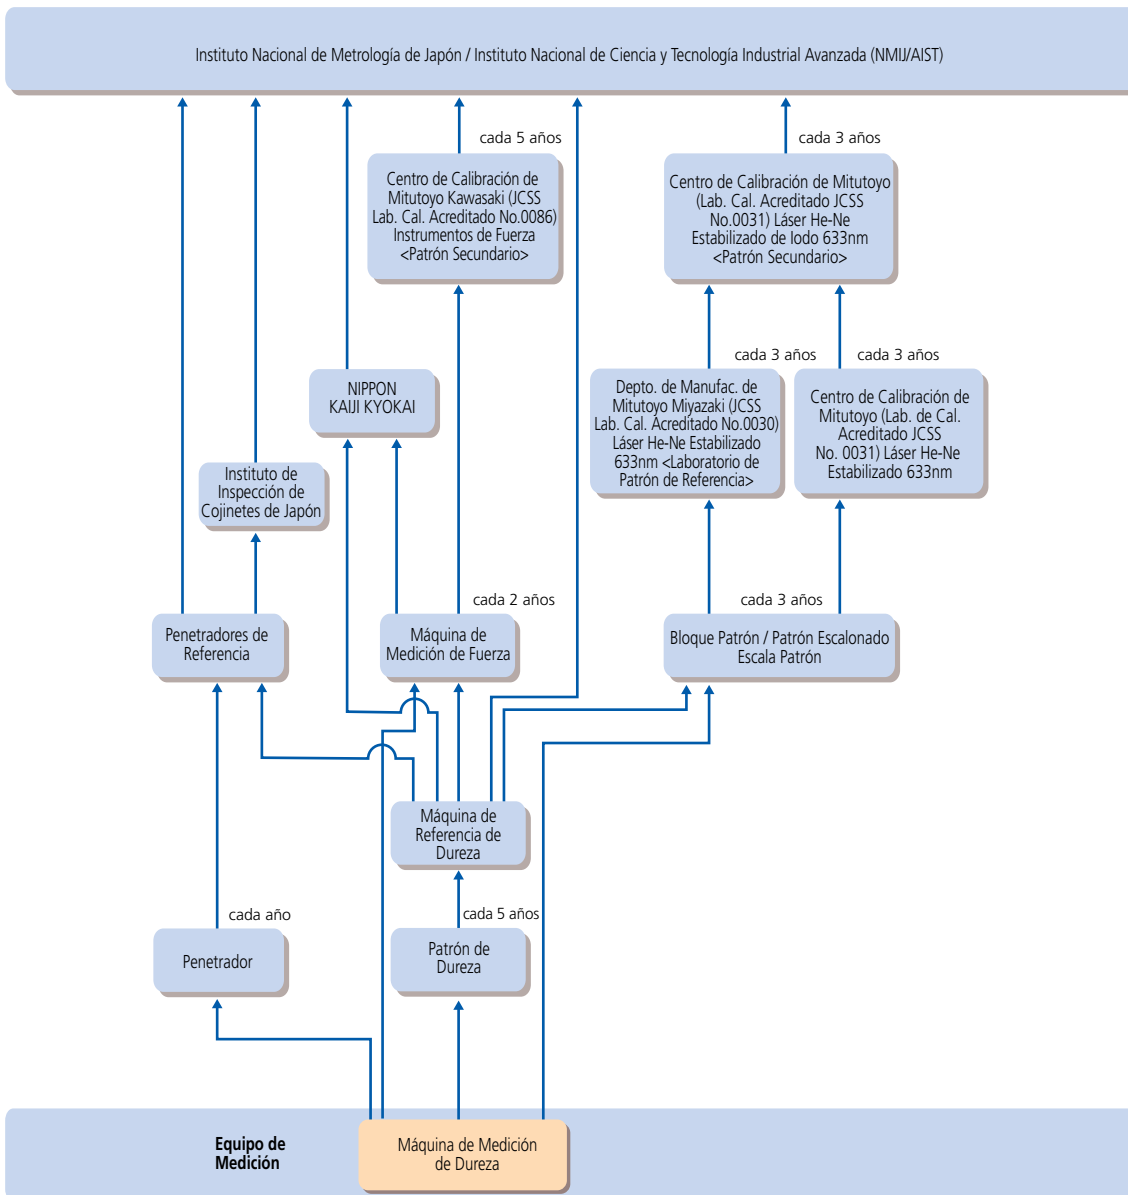 Instituto Nacional de Metrología de Japón / Instituto Nacional de Ciencia y Tecnología Industrial Avanzada (NMIJ/AIST)
cada 5 años
cada 3 años
Centro de Calibración de
Mitutoyo Kawasaki (JCSS
Lab. Cal. Acreditado No.0086)
Instrumentos de Fuerza
<Patrón Secundario>
Centro de Calibración de Mitutoyo
(Lab. Cal. Acreditado JCSS
No.0031) Láser He-Ne
Estabilizado de Iodo 633nm
<Patrón Secundario>
cada 3 años
cada 3 años
NIPPON
KAIJI KYOKAI
Depto. de Manufac. de
Mitutoyo Miyazaki (JCSS
Lab. Cal. Acreditado No.0030)
Láser He-Ne Estabilizado
633nm <Laboratorio de
Patrón de Referencia>
Centro de Calibración de
Mitutoyo (Lab. de Cal.
Acreditado JCSS
No. 0031) Láser He-Ne
Estabilizado 633nm
Instituto de
Inspección de
Cojinetes de Japón
cada 2 años
cada 3 años
Penetradores de
Referencia
Máquina de
Medición de Fuerza
Bloque Patrón / Patrón Escalonado
Escala Patrón
Máquina de
Referencia de
Dureza
cada año
cada 5 años
Penetrador
Patrón de
Dureza
Equipo de
Medición
Máquina de Medición
de Dureza